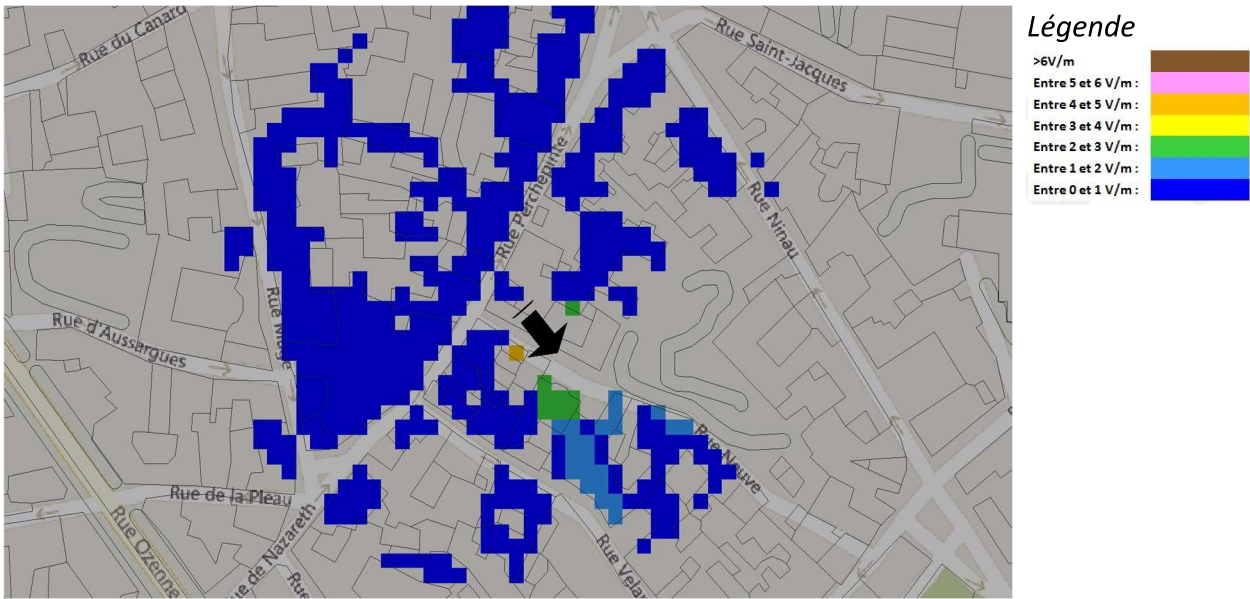 Légende
>6V/m
Entre 5 et 6 V/m :
Entre 4 et 5 V/m :
Entre 3 et 4 V/m :
Entre 2 et 3 V/m :
Entre 1 et 2 V/m :
Entre 0 et 1 V/m :
Rue du Canard
Rue Saint-Jacques
Rue Perchepinte
Rue Ninau
Rue d'Aussargues
Rue
Rue Neuve
Rue de la Pleau
Rue Ozenne
ue de Nazareth
Rue
Rue Velan